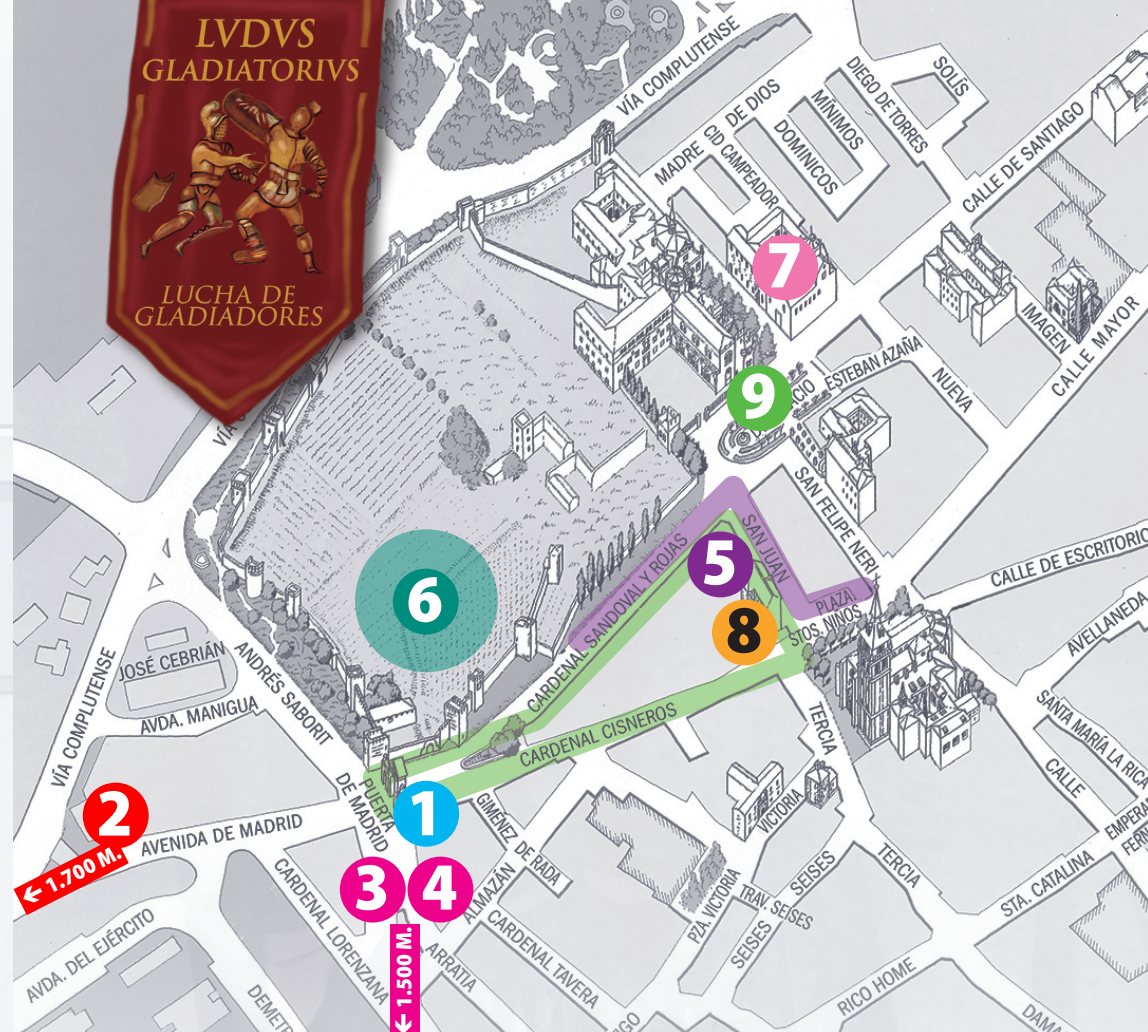 LVDVS
GLADIATORIVS
LUCHA DE
GLADIADORES
VÍA COMPLUTENSE
SOLÍS
DIEGO DE TORRES
MÍNIMOS
DOMINICOS
MADRE CID DE DIOS
CAMPEADOR
CALLE DE SANTIAGO
7
IMAGEN
CALLE MAYOR
9
ESTEBAN AZAÑA
NUEVA
VÍA
SAN FELIPE NERI
CARDENAL SANDOVAL Y ROJAS
SAN JUAN
5
CALLE DE ESCRITORIO
6
PLAZA
STOS. NIÑOS
8
AVELLANEDA
JOSÉ CEBRIÁN
ANDRÉS SABORIT
AVDA. MANIGUA
VÍA COMPLUTENSE
CARDENAL CISNEROS
TERCIA
SANTA MARÍA LA RICA
CALLE
2
1.700 M.
AVENIDA DE MADRID
PUERTA
DE MADRID
1
GIMÉNEZ DE RADA
VICTORIA
3
4
ALMAZÁN
PZA. VICTORIA
TRAV. SEISES
SEISES
SEISES
TERCIA
STA. CATALINA
CARDENAL LORENZANA
CARDENAL TAVERA
ARRATIA
1.500 M.
AVDA. DEL EJÉRCITO
RICO HOME